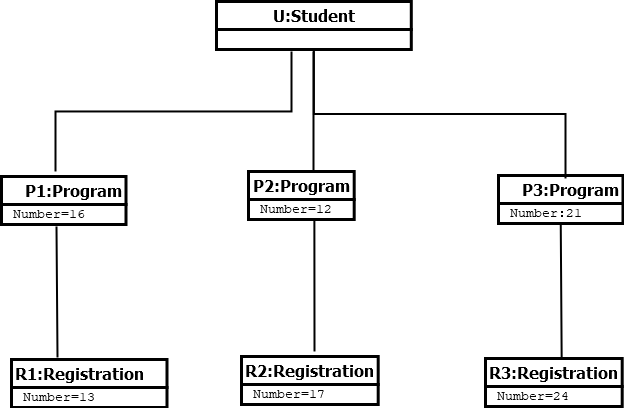 U:Student
P1:Program
Number=16
P2:Program
Number=12
P3:Program
Number:21
R1:Registration
Number=13
R2:Registration
Number=17
R3:Registration
Number=24